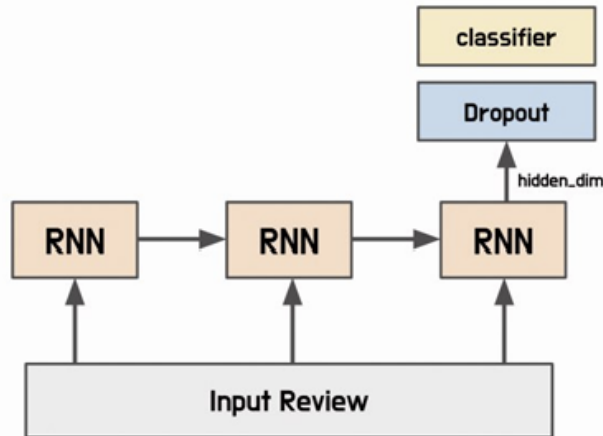 classifier
Dropout
hidden_dim
RNN
RNN
RNN
Input Review